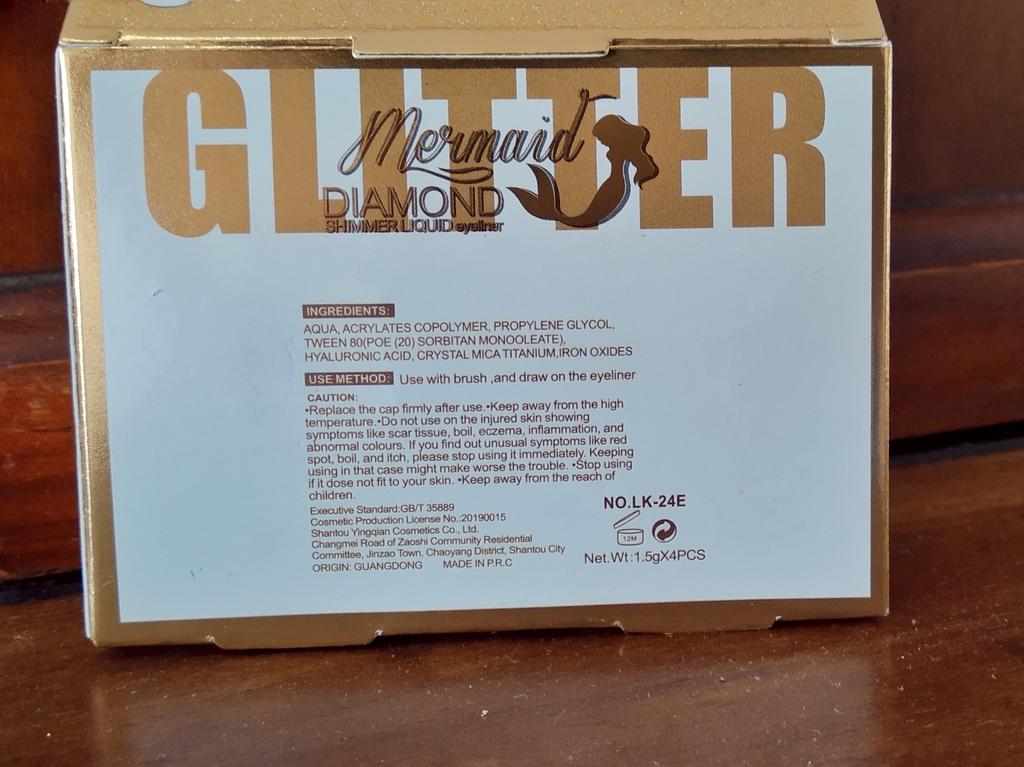 GLITTER
Mermaid
DIAMOND
SHIMMER LIQUID eyeliner
INGREDIENTS:
AQUA, ACRYLATES COPOLYMER, PROPYLENE GLYCOL,
TWEEN 80(POE (20) SORBITAN MONOOLEATE),
HYALURONIC ACID, CRYSTAL MICA TITANIUM,IRON OXIDES
USE METHOD: Use with brush ,and draw on the eyeliner
CAUTION:
•Replace the cap firmly after use.•Keep away from the high
temperature.•Do not use on the injured skin showing
symptoms like scar tissue, boil, eczema, inflammation, and
abnormal colours. If you find out unusual symptoms like red
spot, boil, and itch, please stop using it immediately. Keeping
using in that case might make worse the trouble. •Stop using
if it dose not fit to your skin. •Keep away from the reach of
children.
Executive Standard:GB/T 35889
Cosmetic Production License No.:20190015
Shantou Yingqian Cosmetics Co., Ltd.
Changmei Road of Zaoshi Community Residential
Committee, Jinzao Town, Chaoyang District, Shantou City
ORIGIN: GUANGDONG MADE IN P.R.C
NO.LK-24E
12M
Net.Wt:1.5gX4PCS